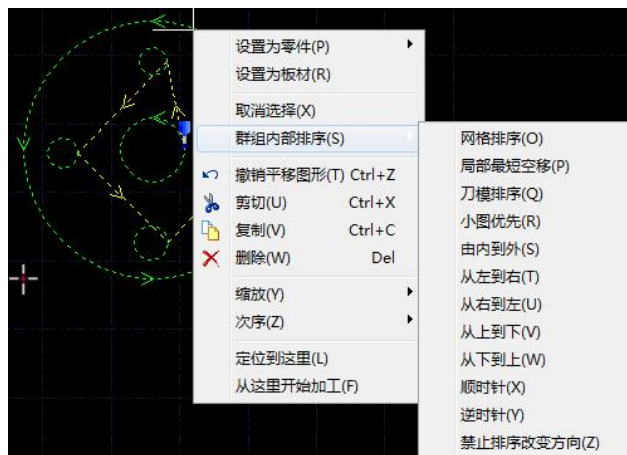 设置为零件(P)
设置为板材(R)
取消选择(X)
群组内部排序(S)
撤销平移图形(T) Ctrl+Z
剪切(U) Ctrl+X
复制(V) Ctrl+C
删除(W) Del
缩放(Y)
次序(Z)
定位到这里(L)
从这里开始加工(F)
网格排序(O)
局部最短空移(P)
刀模排序(Q)
小图优先(R)
由内到外(S)
从左到右(T)
从右到左(U)
从上到下(V)
从下到上(W)
顺时针(X)
逆时针(Y)
禁止排序改变方向(Z)